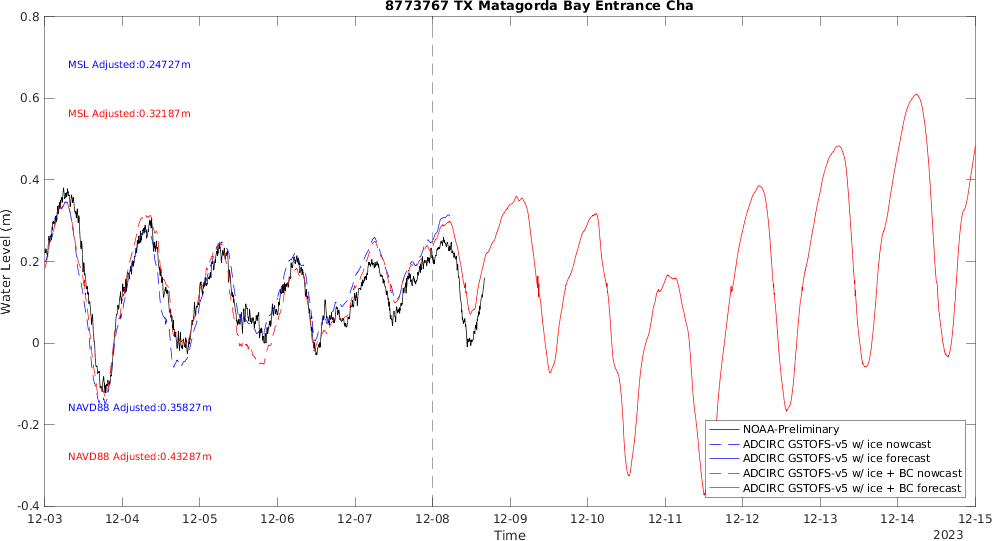 8773767 TX Matagorda Bay Entrance Cha
0.8
0.6
0.4
0.2
0
-0.2
-0.4
Water Level (m)
MSL Adjusted:0.24727m
MSL Adjusted:0.32187m
NAVD88 Adjusted:0.35827m
NAVD88 Adjusted:0.43287m
NOAA-Preliminary
ADCIRC GSTOFS-v5 w/ ice nowcast
ADCIRC GSTOFS-v5 w/ ice forecast
ADCIRC GSTOFS-v5 w/ ice + BC nowcast
ADCIRC GSTOFS-v5 w/ ice + BC forecast
12-03 12-04 12-05 12-06 12-07 12-08 12-09 12-10 12-11 12-12 12-13 12-14 12-15
Time
2023